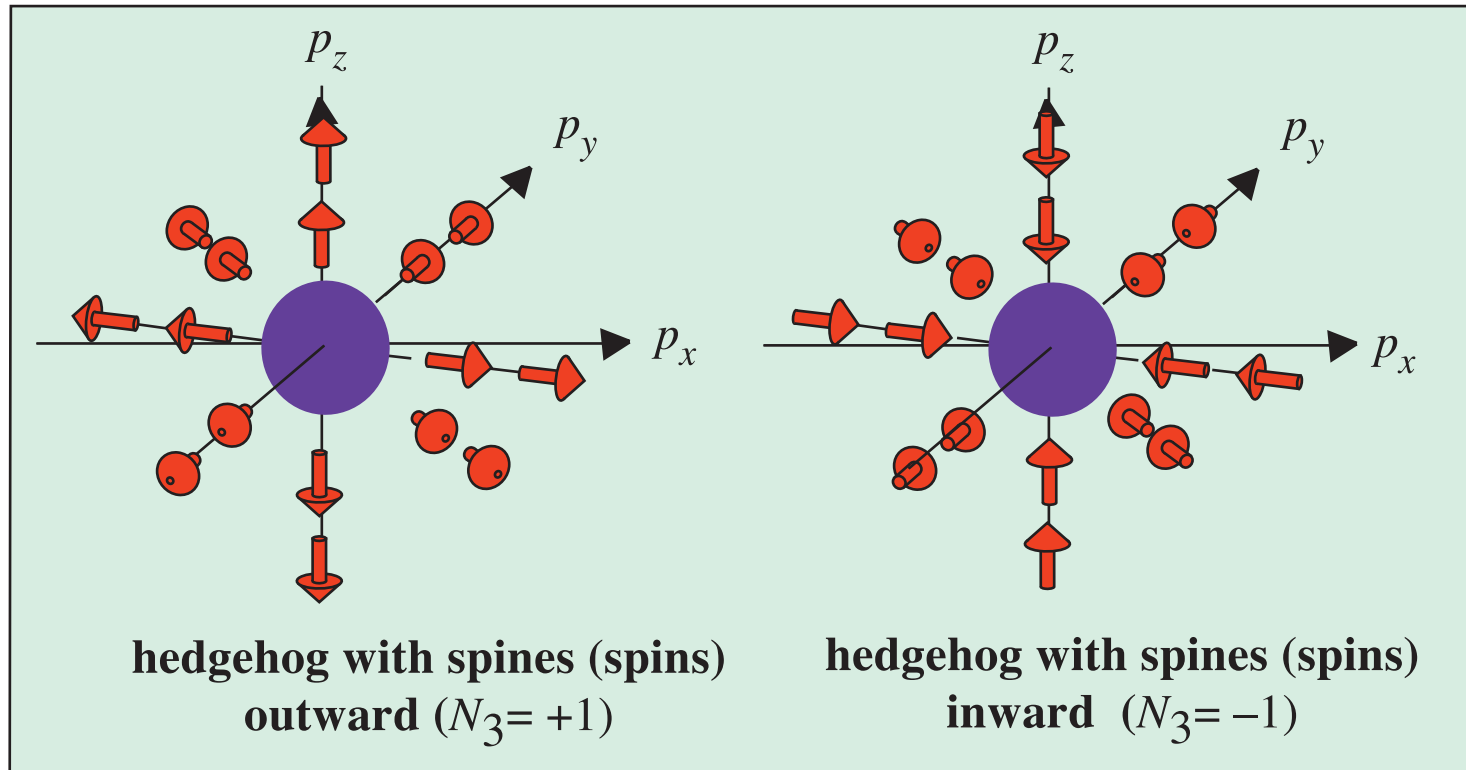 p_z
p_y
p_x
hedgehog with spines (spins)
outward (N_3 = +1)
p_z
p_y
p_x
hedgehog with spines (spins)
inward (N_3 = –1)